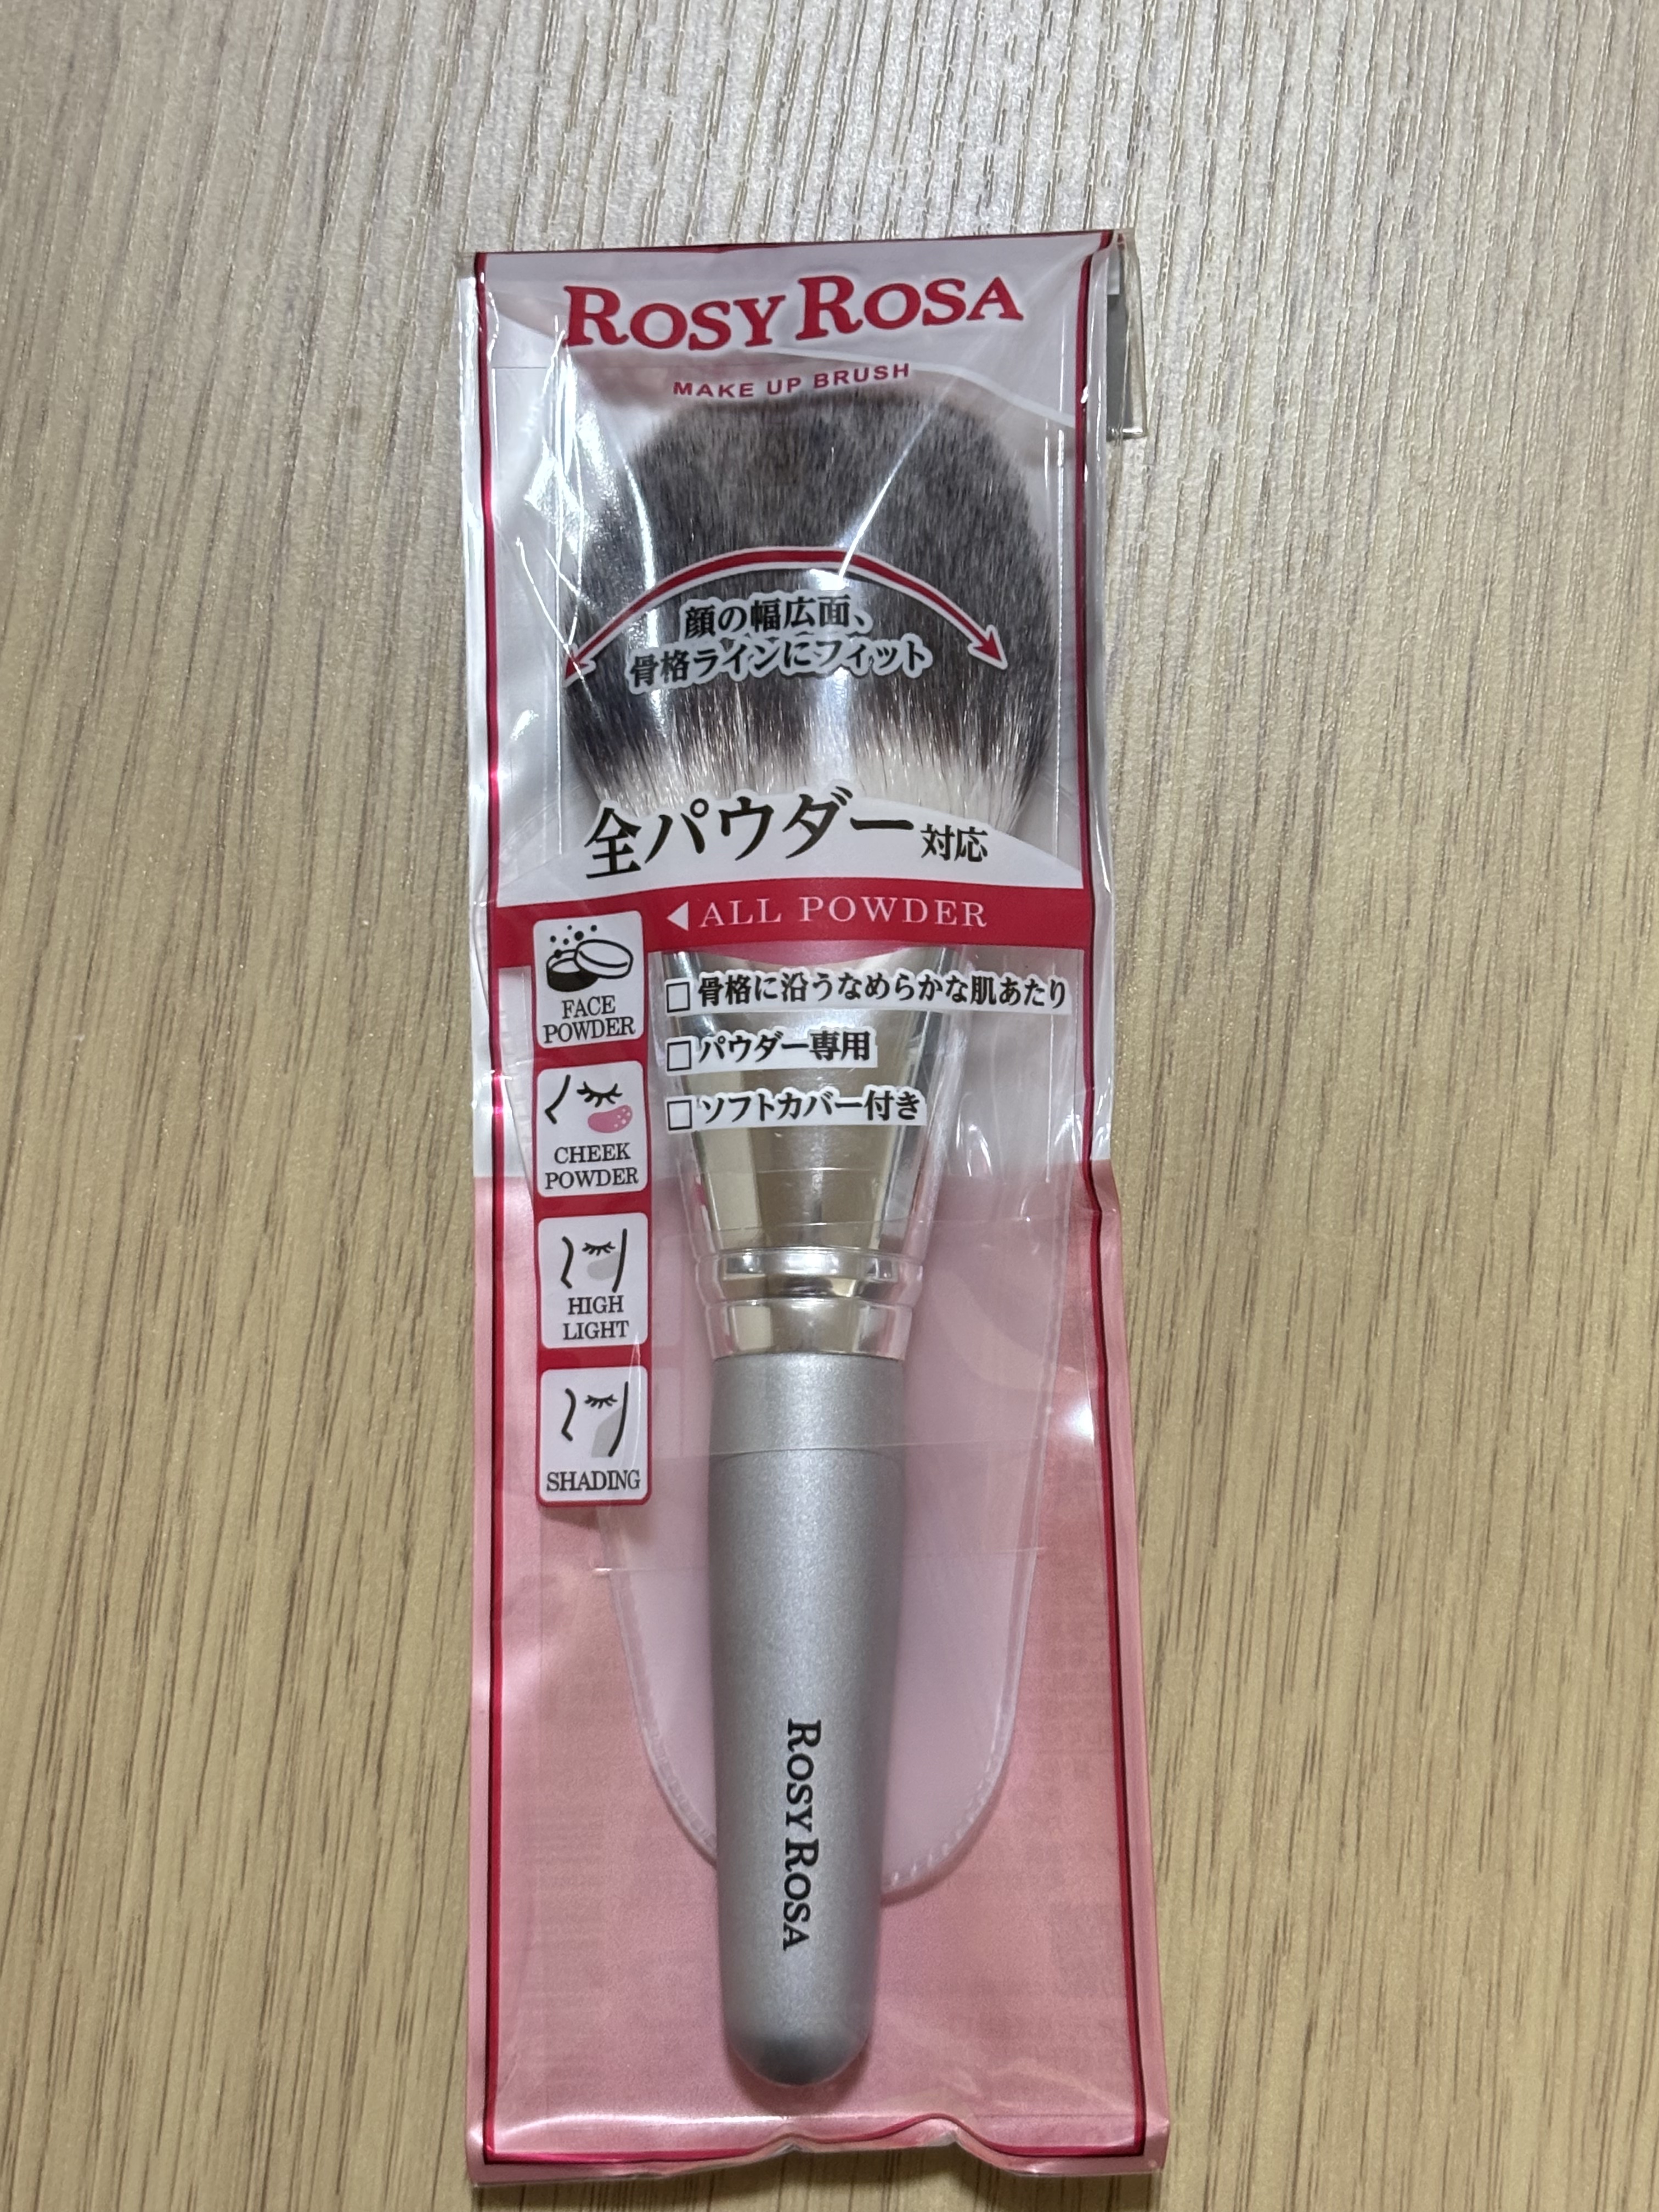 ROSY ROSA
MAKE UP BRUSH
顔の幅広面、
骨格ラインにフィット
全パウダー対応
ALL POWDER
FACE
POWDER
CHEEK
POWDER
HIGH
LIGHT
SHADING
骨格に沿うなめらかな肌あたり
パウダー専用
ソフトカバー付き
ROSY ROSA